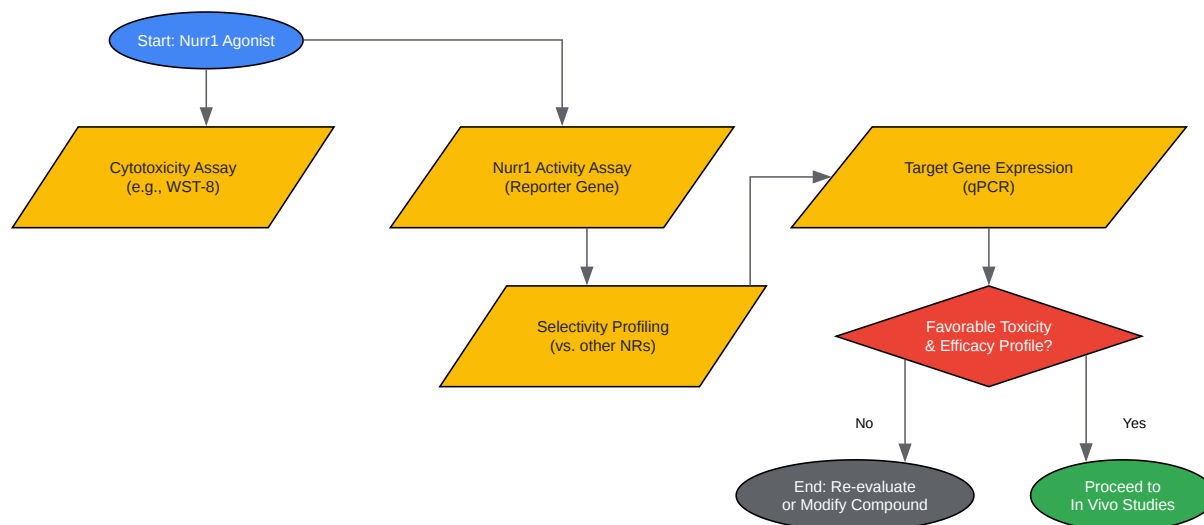 Start: Nurr1 Agonist
Cytotoxicity Assay
(e.g., WST-8)
Nurr1 Activity Assay
(Reporter Gene)
Target Gene Expression
(qPCR)
Selectivity Profiling
(vs. other NRs)
Favorable Toxicity
& Efficacy Profile?
No
Yes
End: Re-evaluate
or Modify Compound
Proceed to
In Vivo Studies